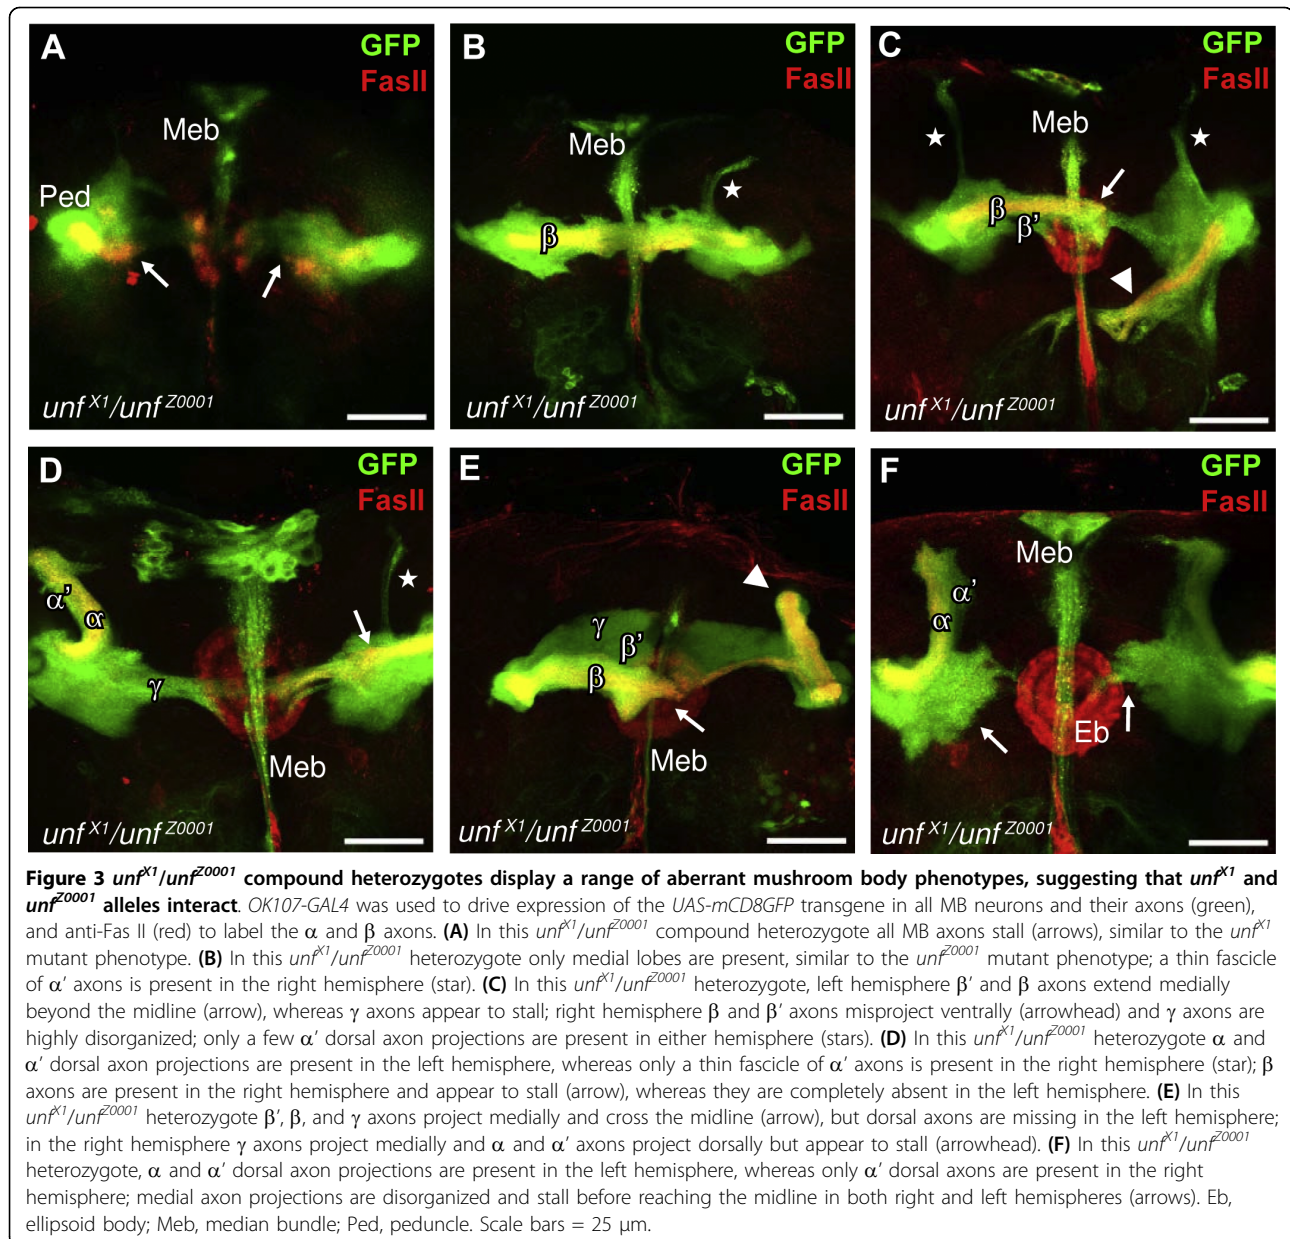 A
GFP
FasII
Meb
Ped
unf X1/unf Z0001
B
GFP
FasII
Meb
β
unf X1/unf Z0001
C
GFP
FasII
Meb
β
β’
unf X1/unf Z0001
D
GFP
FasII
α’
α
γ
Meb
unf X1/unf Z0001
E
GFP
FasII
γ
β’
β
Meb
unf X1/unf Z0001
F
GFP
FasII
Meb
α’
α
Eb
unf X1/unf Z0001
Figure 3 unfX1/unfZ0001 compound heterozygotes display a range of aberrant mushroom body phenotypes, suggesting that unfX1 and
unfZ0001 alleles interact. OK107-GAL4 was used to drive expression of the UAS-mCD8GFP transgene in all MB neurons and their axons (green),
and anti-Fas II (red) to label the α and β axons. (A) In this unfX1/unfZ0001 compound heterozygote all MB axons stall (arrows), similar to the unfX1
mutant phenotype. (B) In this unfX1/unfZ0001 heterozygote only medial lobes are present, similar to the unfZ0001 mutant phenotype; a thin fascicle
of α’ axons is present in the right hemisphere (star). (C) In this unfX1/unfZ0001 heterozygote, left hemisphere β’ and β axons extend medially
beyond the midline (arrow), whereas γ axons appear to stall; right hemisphere β and β’ axons misproject ventrally (arrowhead) and γ axons are
highly disorganized; only a few α’ dorsal axon projections are present in either hemisphere (stars). (D) In this unfX1/unfZ0001 heterozygote α and
α’ dorsal axon projections are present in the left hemisphere, whereas only a thin fascicle of α’ axons is present in the right hemisphere (star); β
axons are present in the right hemisphere and appear to stall (arrow), whereas they are completely absent in the left hemisphere. (E) In this
unfX1/unfZ0001 heterozygote β’, β, and γ axons project medially and cross the midline (arrow), but dorsal axons are missing in the left hemisphere;
in the right hemisphere γ axons project medially and α and α’ axons project dorsally but appear to stall (arrowhead). (F) In this unfX1/unfZ0001
heterozygote, α and α’ dorsal axon projections are present in the left hemisphere, whereas only α’ dorsal axons are present in the right
hemisphere; medial axon projections are disorganized and stall before reaching the midline in both right and left hemispheres (arrows). Eb,
ellipsoid body; Meb, median bundle; Ped, peduncle. Scale bars = 25 μm.